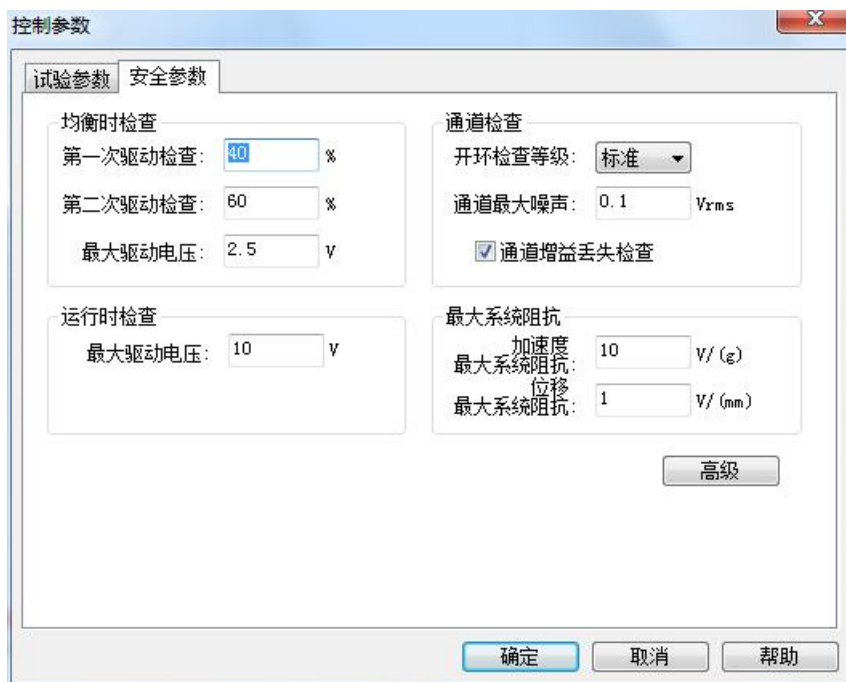 控制参数
试验参数 安全参数
均衡时检查
第一次驱动检查: 40 %
第二次驱动检查: 60 %
最大驱动电压: 2.5 V
通道检查
开环检查等级: 标准
通道最大噪声: 0.1 Vrms
通道增益丢失检查
运行时检查
最大驱动电压: 10 V
最大系统阻抗
加速度
最大系统阻抗: 10 V/(g)
位移
最大系统阻抗: 1 V/(mm)
高级
确定 取消 帮助